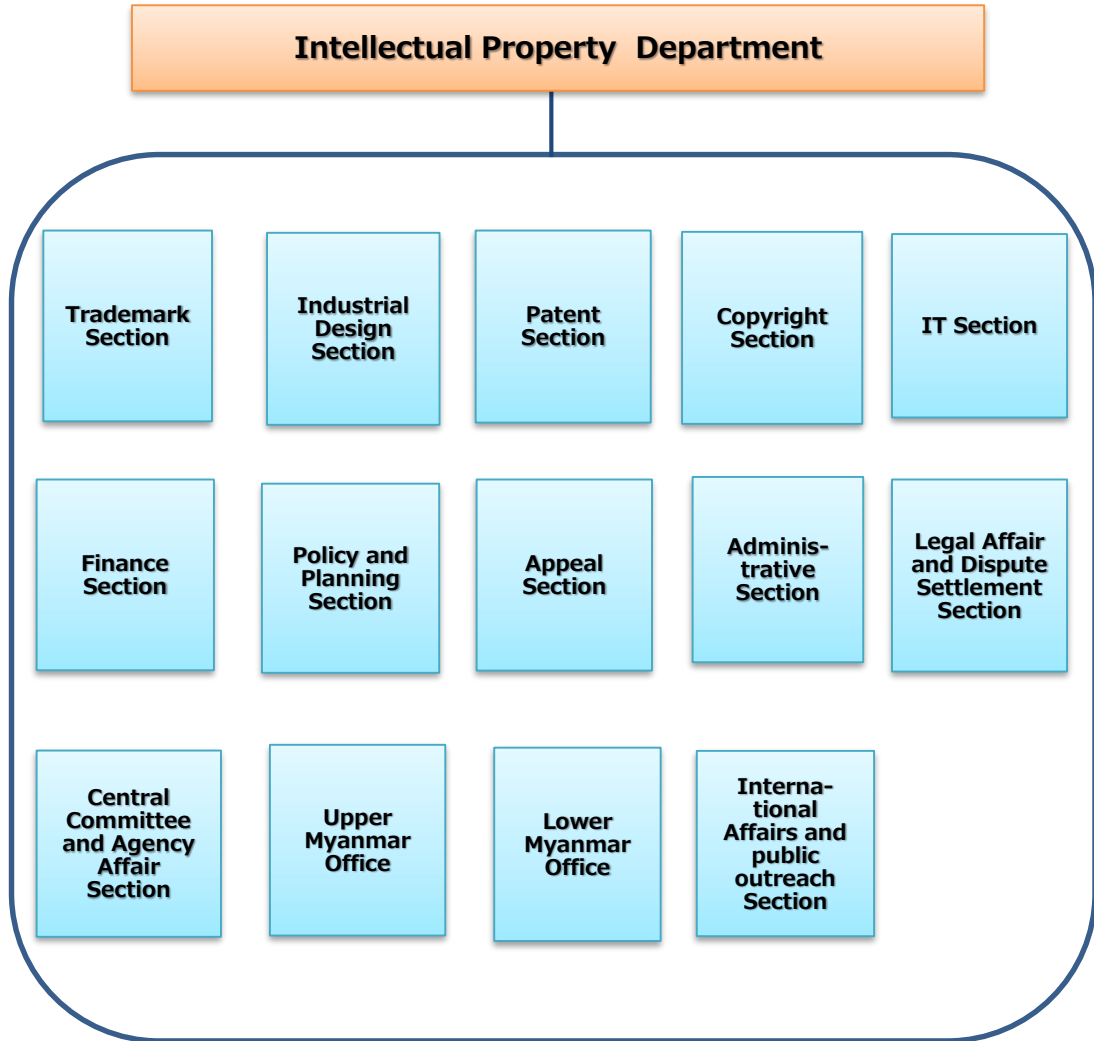 Intellectual Property  Department
Trademark
Section
Industrial
Design
Section
Patent
Section
Copyright
Section
IT Section
Finance
Section
Policy and
Planning
Section
Appeal
Section
Adminis-
trative
Section
Legal Affair
and Dispute
Settlement
Section
Central
Committee
and Agency
Affair
Section
Upper
Myanmar
Office
Lower
Myanmar
Office
Interna-
tional
Affairs and
public
outreach
Section